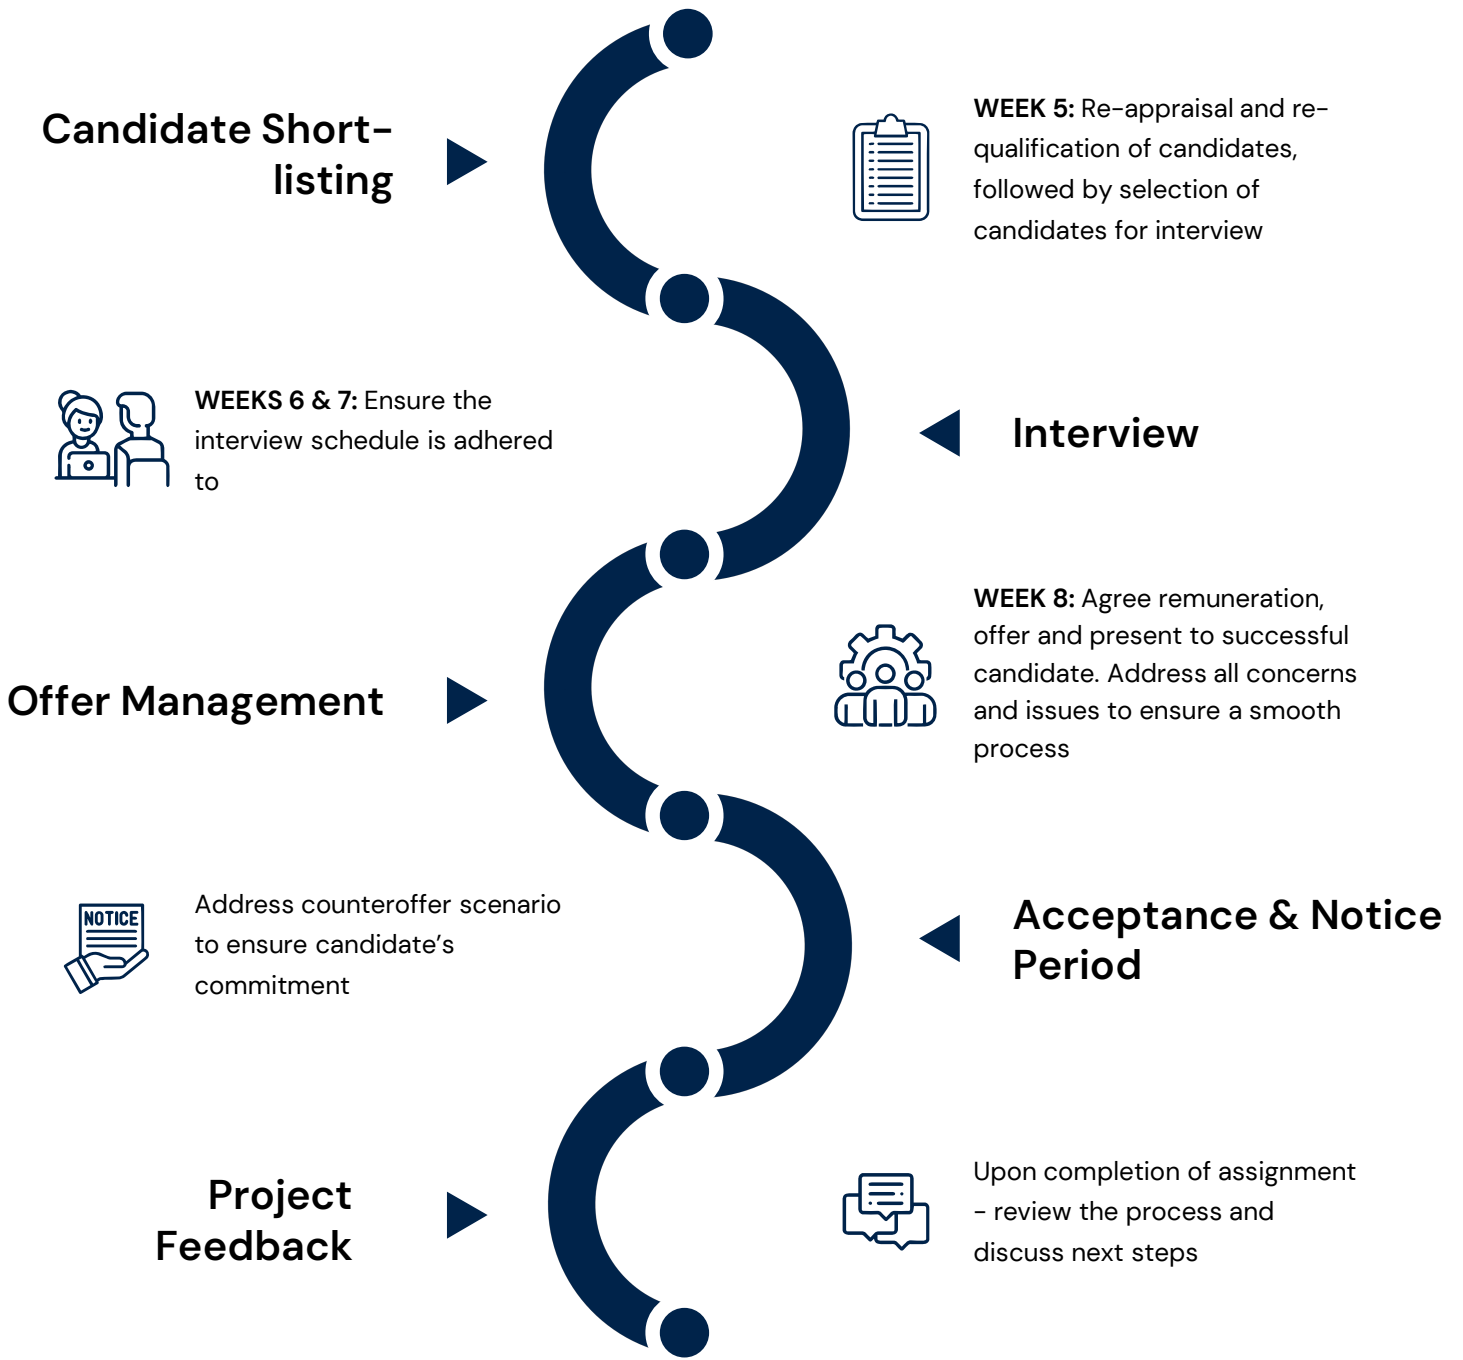 Candidate Short-
listing
WEEK 5: Re-appraisal and re-
qualification of candidates,
followed by selection of
candidates for interview
Interview
WEEKS 6 & 7: Ensure the
interview schedule is adhered
to
Offer Management
WEEK 8: Agree remuneration,
offer and present to successful
candidate. Address all concerns
and issues to ensure a smooth
process
Acceptance & Notice
Period
NOTICE
Address counteroffer scenario
to ensure candidate’s
commitment
Project
Feedback
Upon completion of assignment
- review the process and
discuss next steps